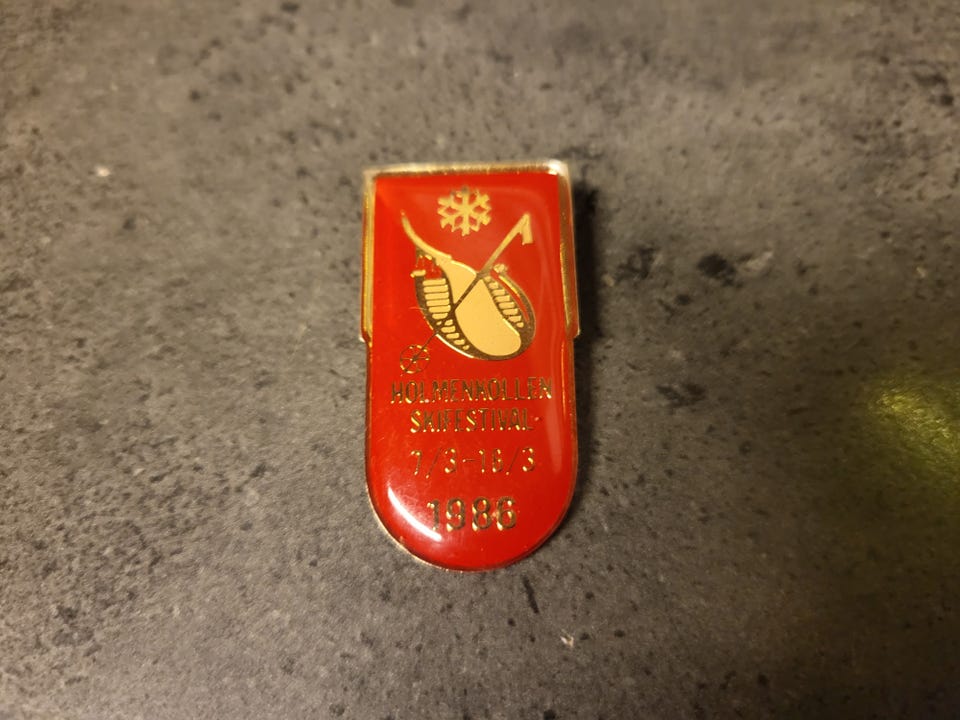 HOLMENKOLLEN
SKIFESTIVAL
7/3-16/3
1986